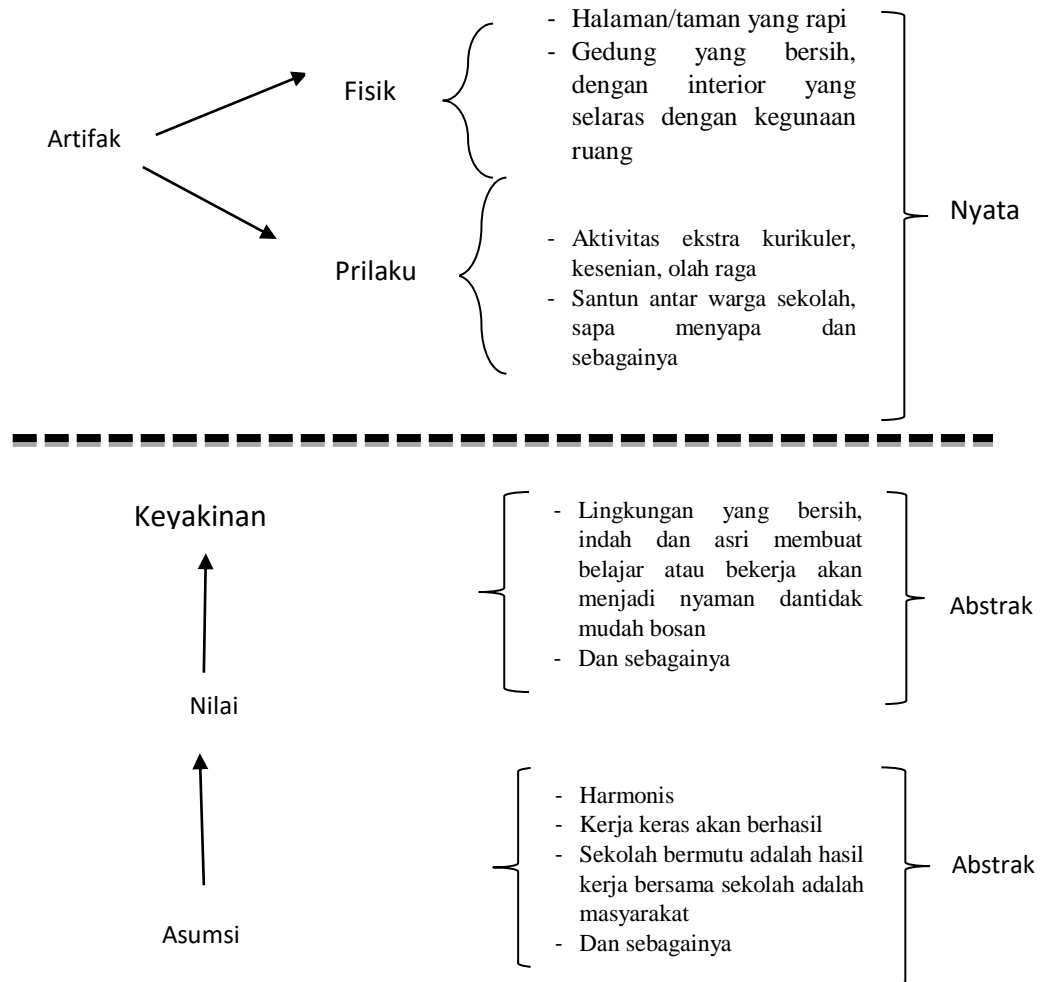 - Halaman/taman yang rapi
- Gedung yang bersih,
dengan interior yang
selaras dengan kegunaan
ruang
Fisik
Artifak
Nyata
- Aktivitas ekstra kurikuler,
kesenian, olah raga
- Santun antar warga sekolah,
sapa menyapa dan
sebagainya
Prilaku
Keyakinan
- Lingkungan yang bersih,
indah dan asri membuat
belajar atau bekerja akan
menjadi nyaman dantidak
mudah bosan
- Dan sebagainya
Abstrak
Nilai
- Harmonis
- Kerja keras akan berhasil
- Sekolah bermutu adalah hasil
kerja bersama sekolah adalah
masyarakat
- Dan sebagainya
Abstrak
Asumsi